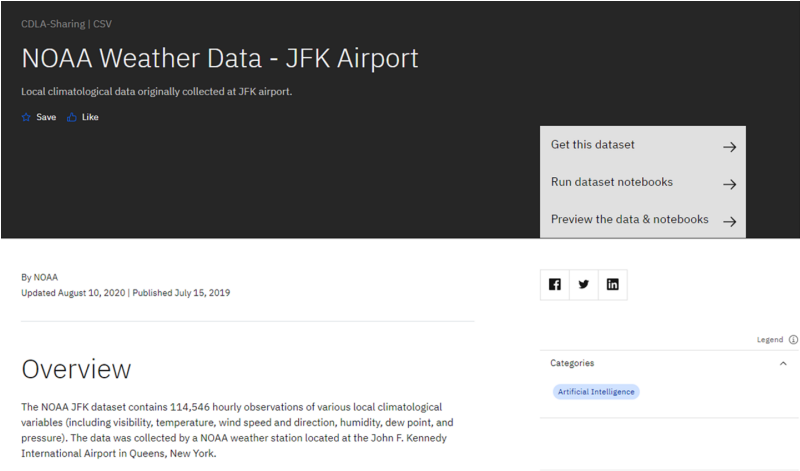 CDLA-Sharing | CSV
NOAA Weather Data - JFK Airport
Local climatological data originally collected at JFK airport.
Save Like
Get this dataset
Run dataset notebooks
Preview the data & notebooks
By NOAA
Updated August 10, 2020 | Published July 15, 2019
Legend
Categories
Artificial Intelligence
Overview
The NOAA JFK dataset contains 114,546 hourly observations of various local climatological
variables (including visibility, temperature, wind speed and direction, humidity, dew point, and
pressure). The data was collected by a NOAA weather station located at the John F. Kennedy
International Airport in Queens, New York.